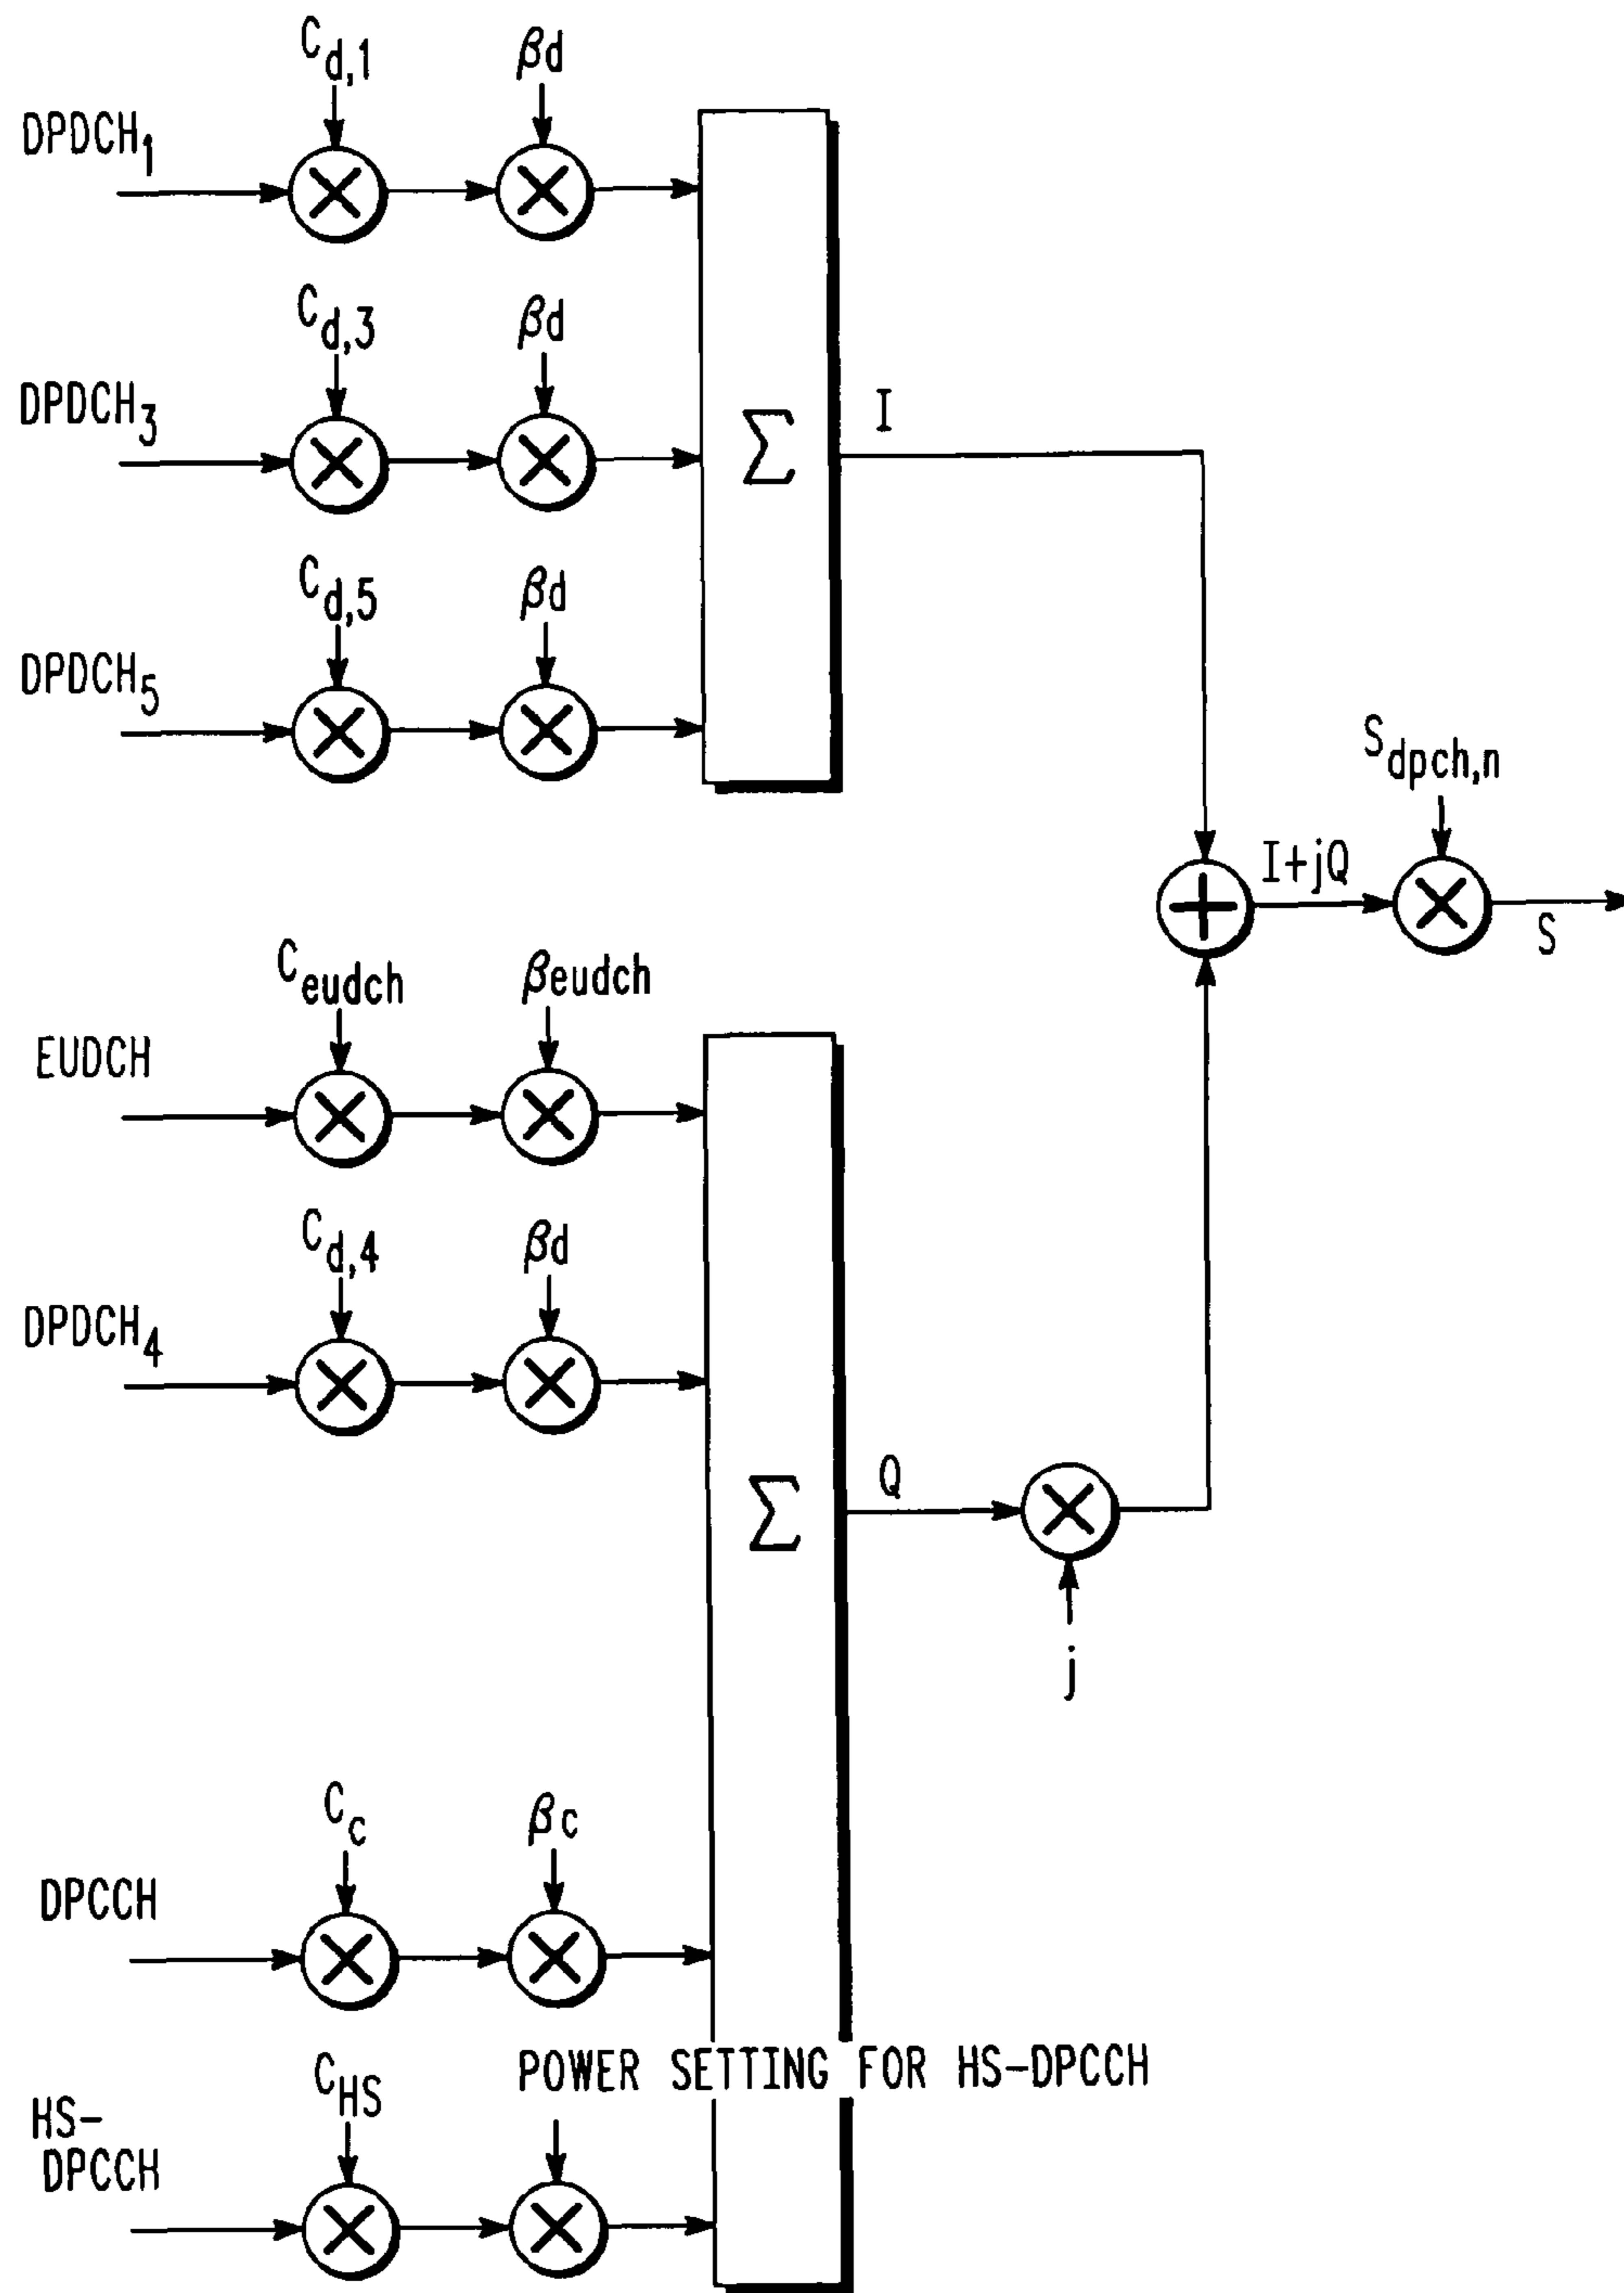 C_d,1
βd
DPDCH_1
C_d,3
βd
DPDCH_3
Σ
I
C_d,5
βd
DPDCH_5
S_dpch,n
I+jQ
S
C_eudch
βeudch
EUDCH
C_d,4
βd
DPDCH_4
Σ
Q
j
C_c
βc
DPCCH
C_HS
POWER SETTING FOR HS-DPCCH
HS-
DPCCH